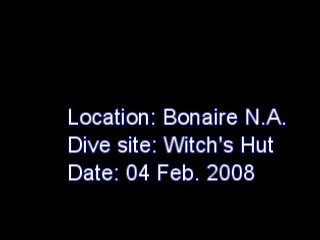 Location: Bonaire N.A.
Dive site: Witch's Hut
Date: 04 Feb. 2008